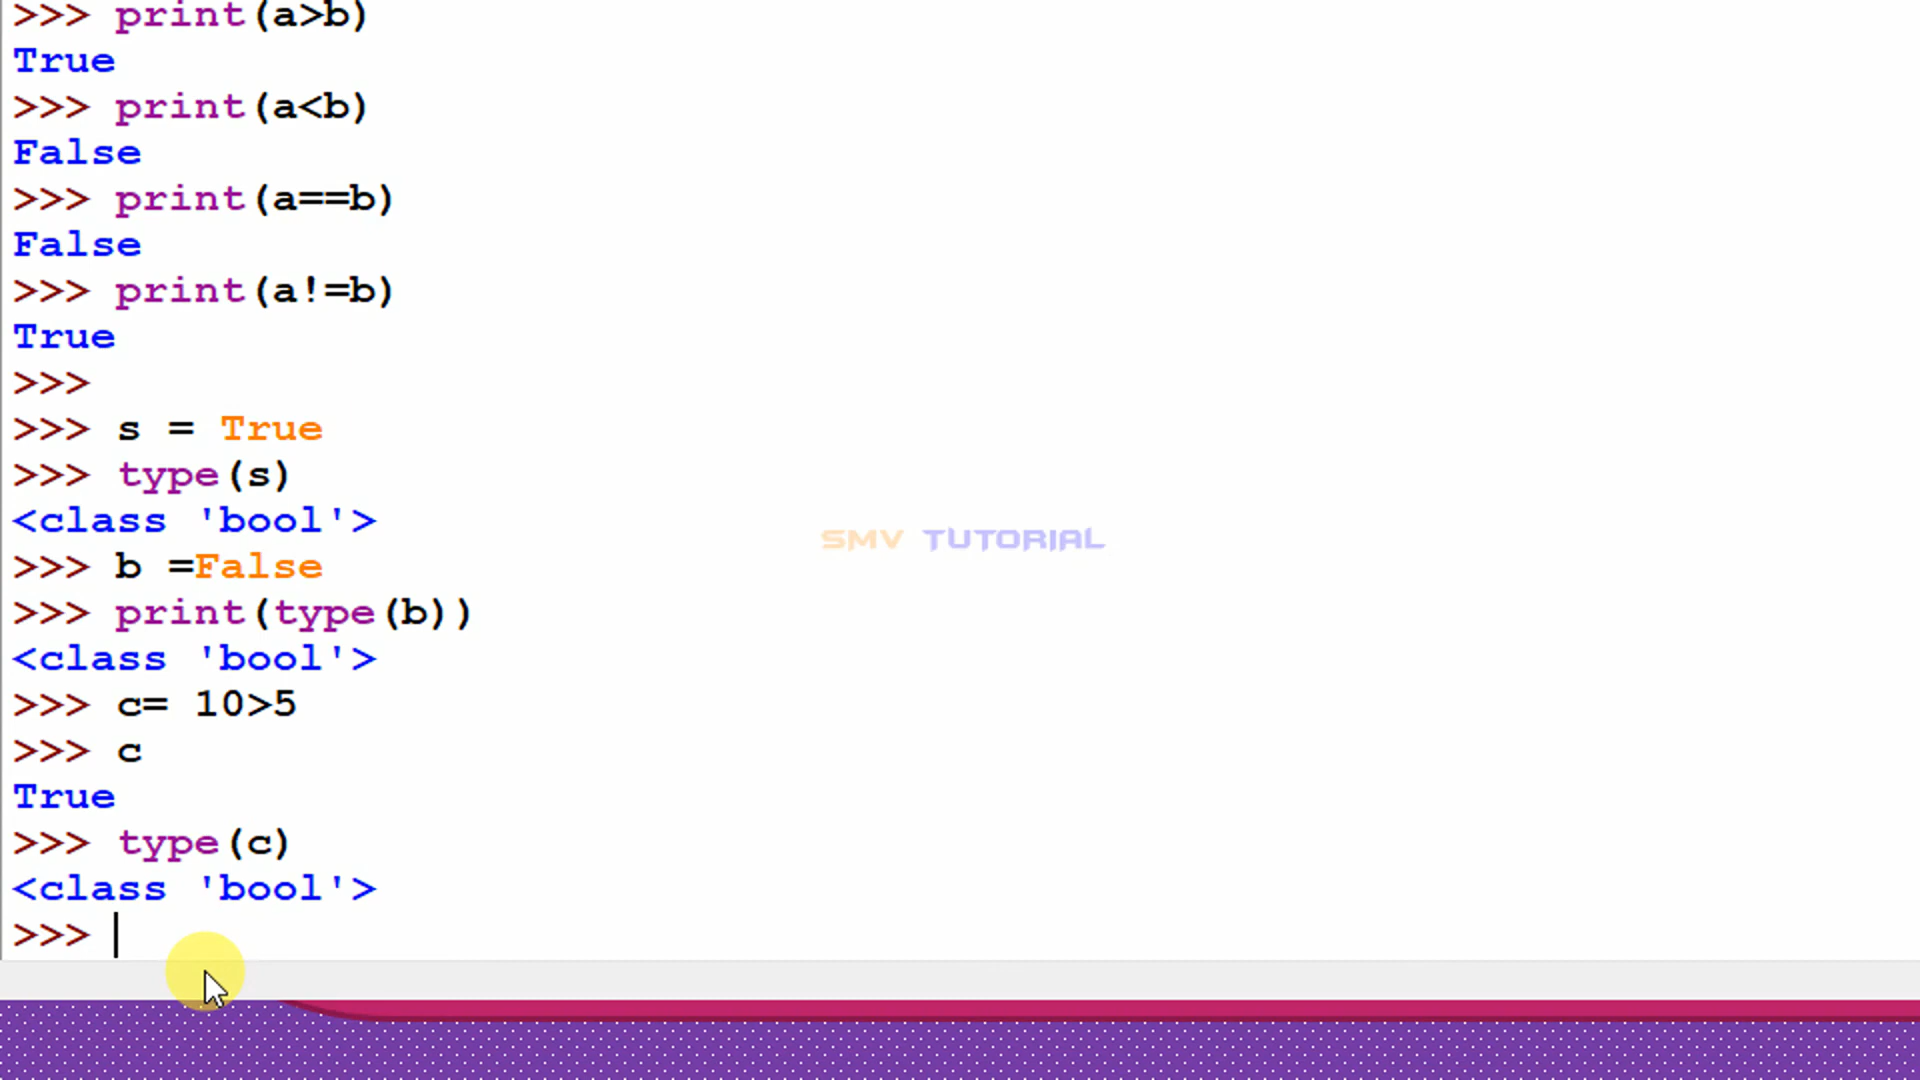 >>> print(a>b)
True
>>> print(a<b)
False
>>> print(a==b)
False
>>> print(a!=b)
True
>>>
>>> s = True
>>> type(s)
<class 'bool'>
>>> b =False
>>> print(type(b))
<class 'bool'>
>>> c= 10>5
>>> c
True
>>> type(c)
<class 'bool'>
>>>
SMV TUTORIAL